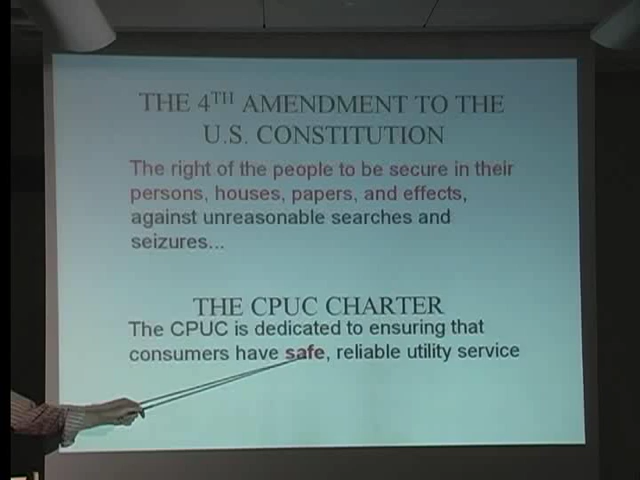 THE 4TH AMENDMENT TO THE
U.S. CONSTITUTION
The right of the people to be secure in their
persons, houses, papers, and effects,
against unreasonable searches and
seizures...
THE CPUC CHARTER
The CPUC is dedicated to ensuring that
consumers have safe, reliable utility service